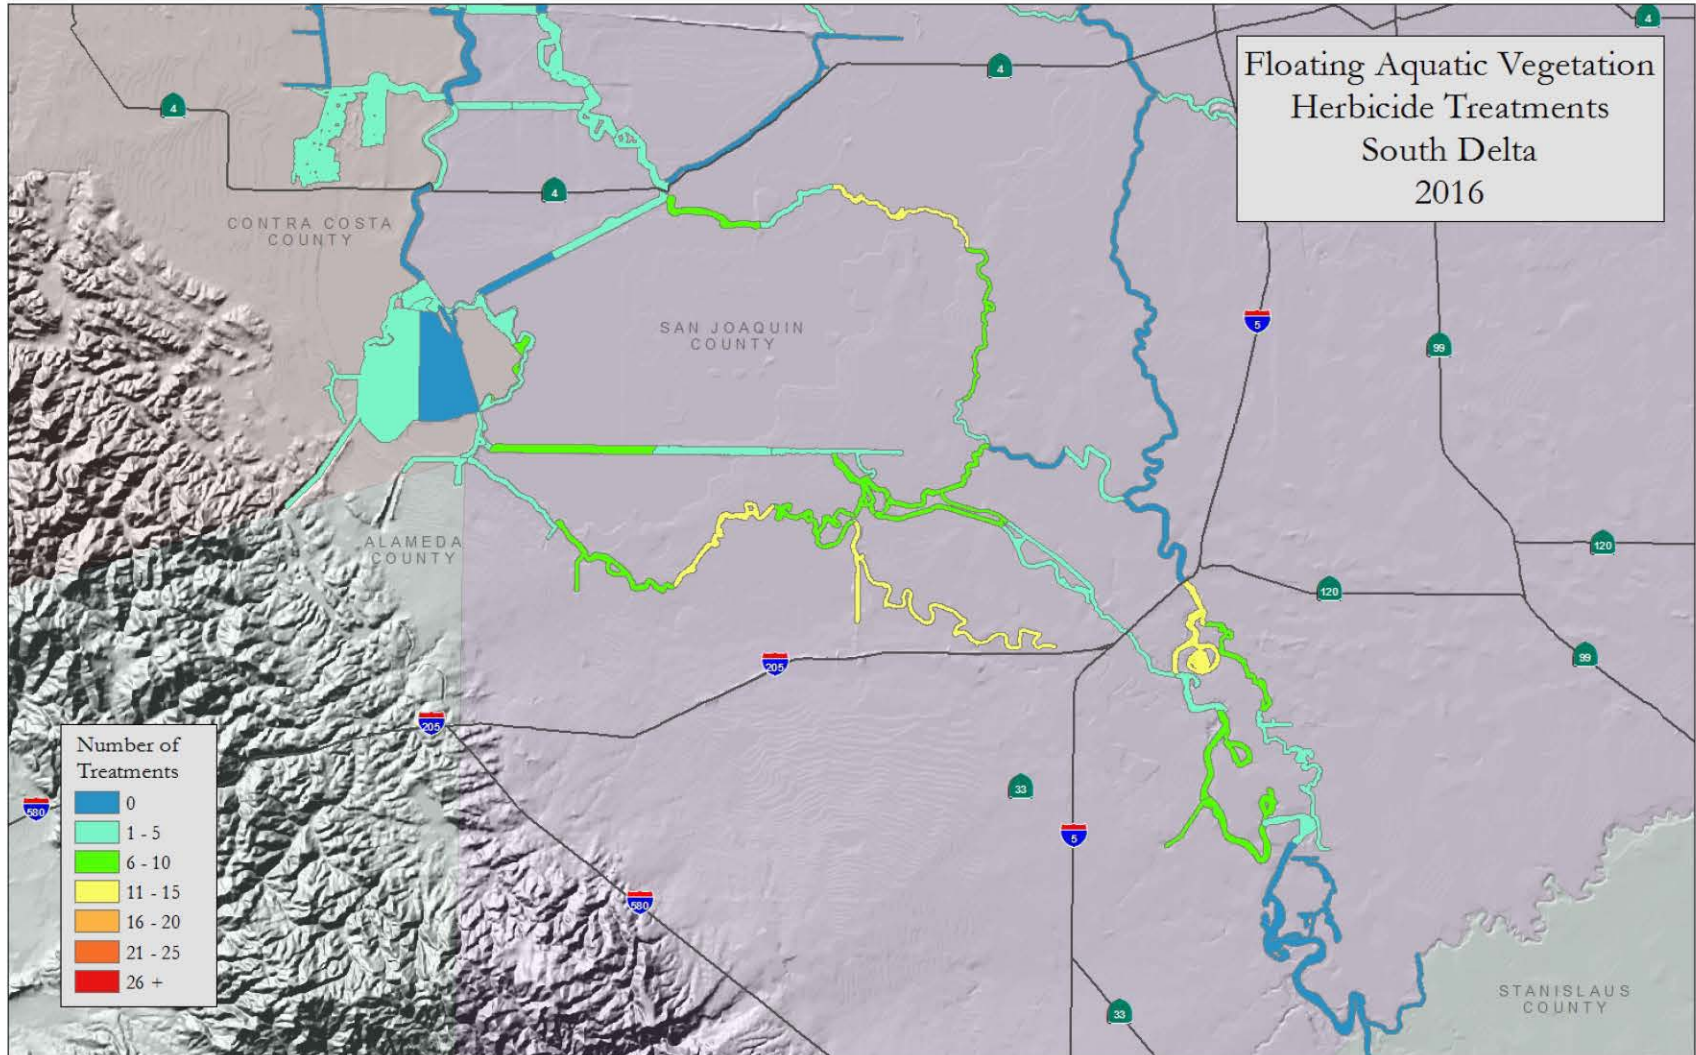 4
Floating Aquatic Vegetation
Herbicide Treatments
South Delta
2016
4
4
4
CONTRA COSTA
COUNTY
SAN JOAQUIN
COUNTY
5
99
ALAMEDA
COUNTY
120
120
99
205
205
Number of
Treatments
0
1 - 5
6 - 10
11 - 15
16 - 20
21 - 25
26 +
580
33
5
580
33
STANISLAUS
COUNTY